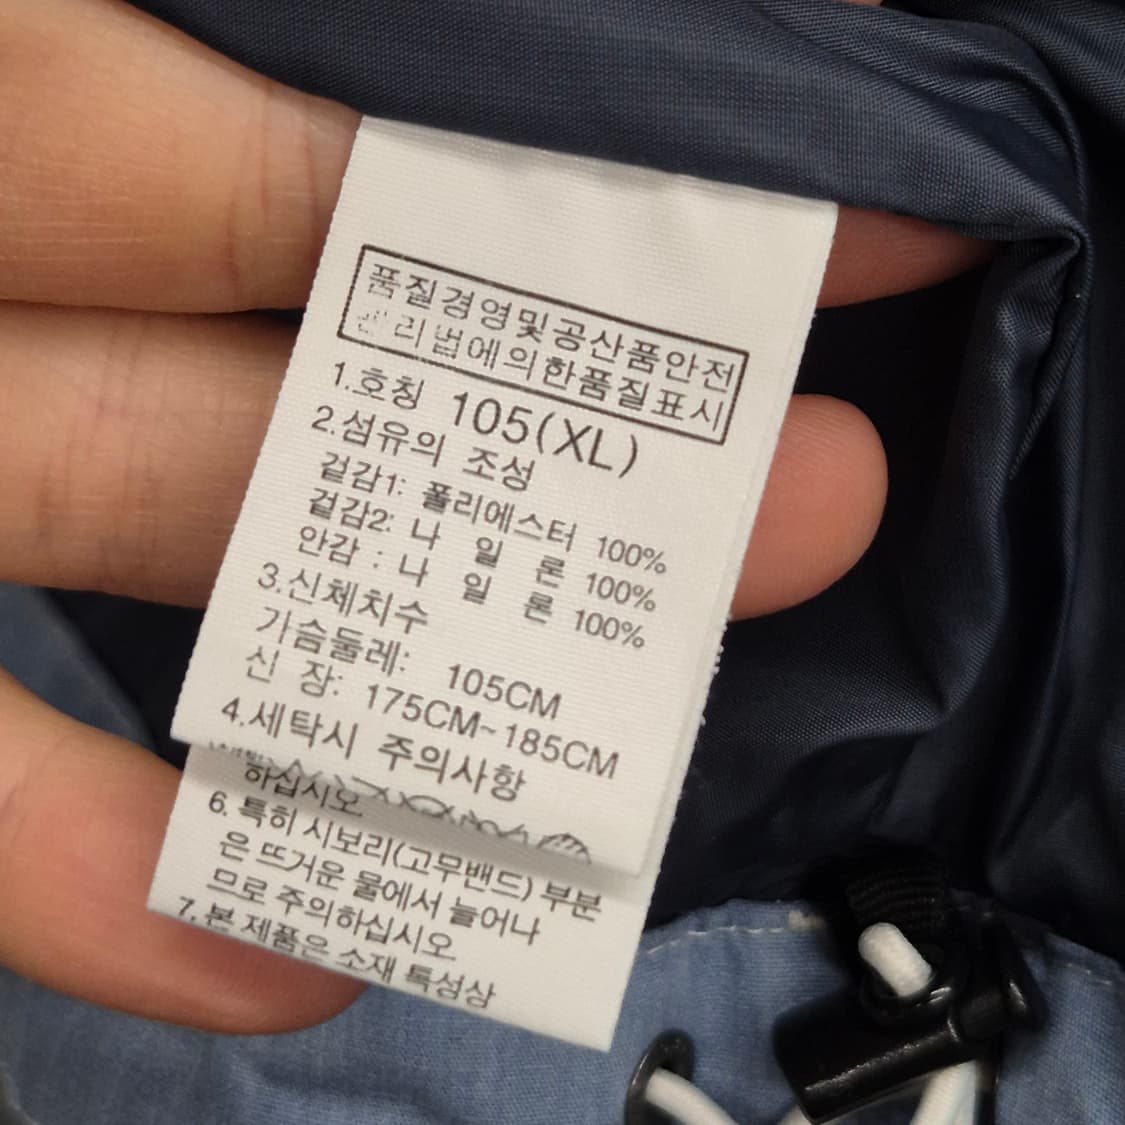 품질경영및공산품안전
관리법에의한품질표시
1.호칭 105(XL)
2.섬유의 조성
겉감1: 폴리에스터 100%
겉감2: 나 일 론 100%
안감 : 나 일 론 100%
3.신체치수
가슴둘레: 105CM
신 장: 175CM~185CM
4.세탁시 주의사항
하십시오
6. 특히 시보리(고무밴드) 부분
은 뜨거운 물에서 늘어나
므로 주의하십시오
7. 본 제품은 소재 특성상